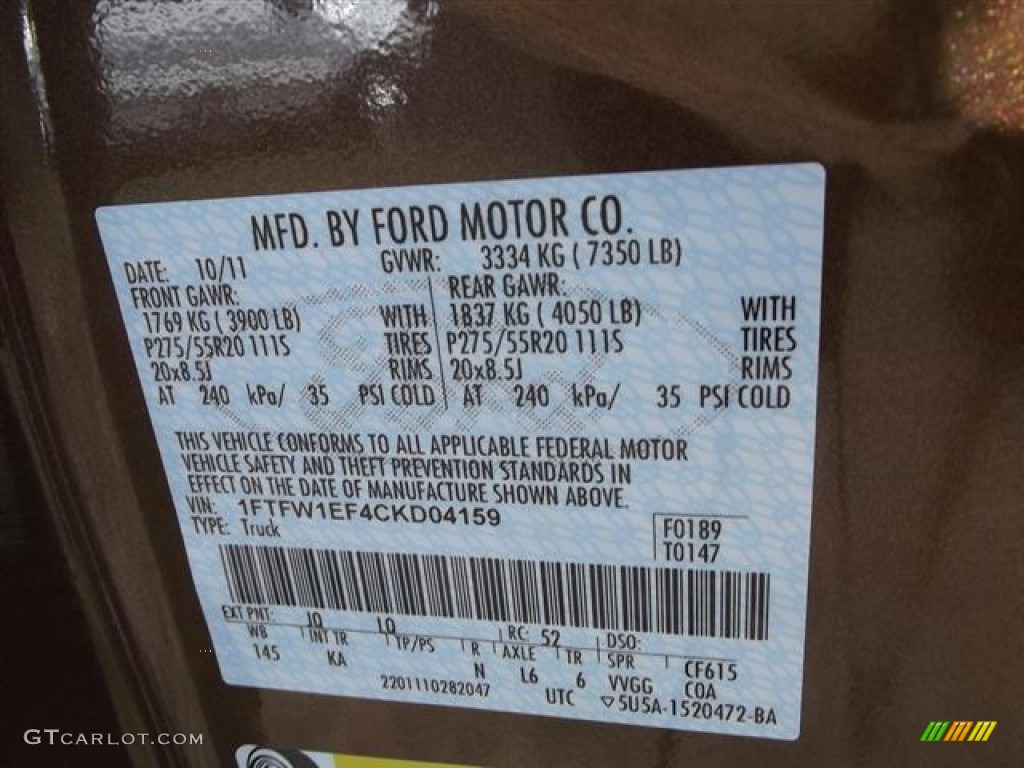 MFD. BY FORD MOTOR CO.
DATE: 10/11 GVWR: 3334 KG ( 7350 LB)
FRONT GAWR: REAR GAWR:
1769 KG ( 3900 LB) WITH 1837 KG ( 4050 LB) WITH
P275/55R20 111S TIRES P275/55R20 111S TIRES
20x8.5J RIMS 20x8.5J RIMS
AT 240 kPa/ 35 PSI COLD AT 240 kPa/ 35 PSI COLD
THIS VEHICLE CONFORMS TO ALL APPLICABLE FEDERAL MOTOR
VEHICLE SAFETY AND THEFT PREVENTION STANDARDS IN
EFFECT ON THE DATE OF MANUFACTURE SHOWN ABOVE.
VIN: 1FTFW1EF4CKD04159
TYPE: Truck
F0189
T0147
EXT PNT: JQ LQ RC: 52 DSO:
WB INT TR TP/PS R AXLE TR SPR CF615
145 KA N L6 6 VVGG COA
2201110282047 UTC ▽5U5A-1520472-BA
GTCARLOT.COM